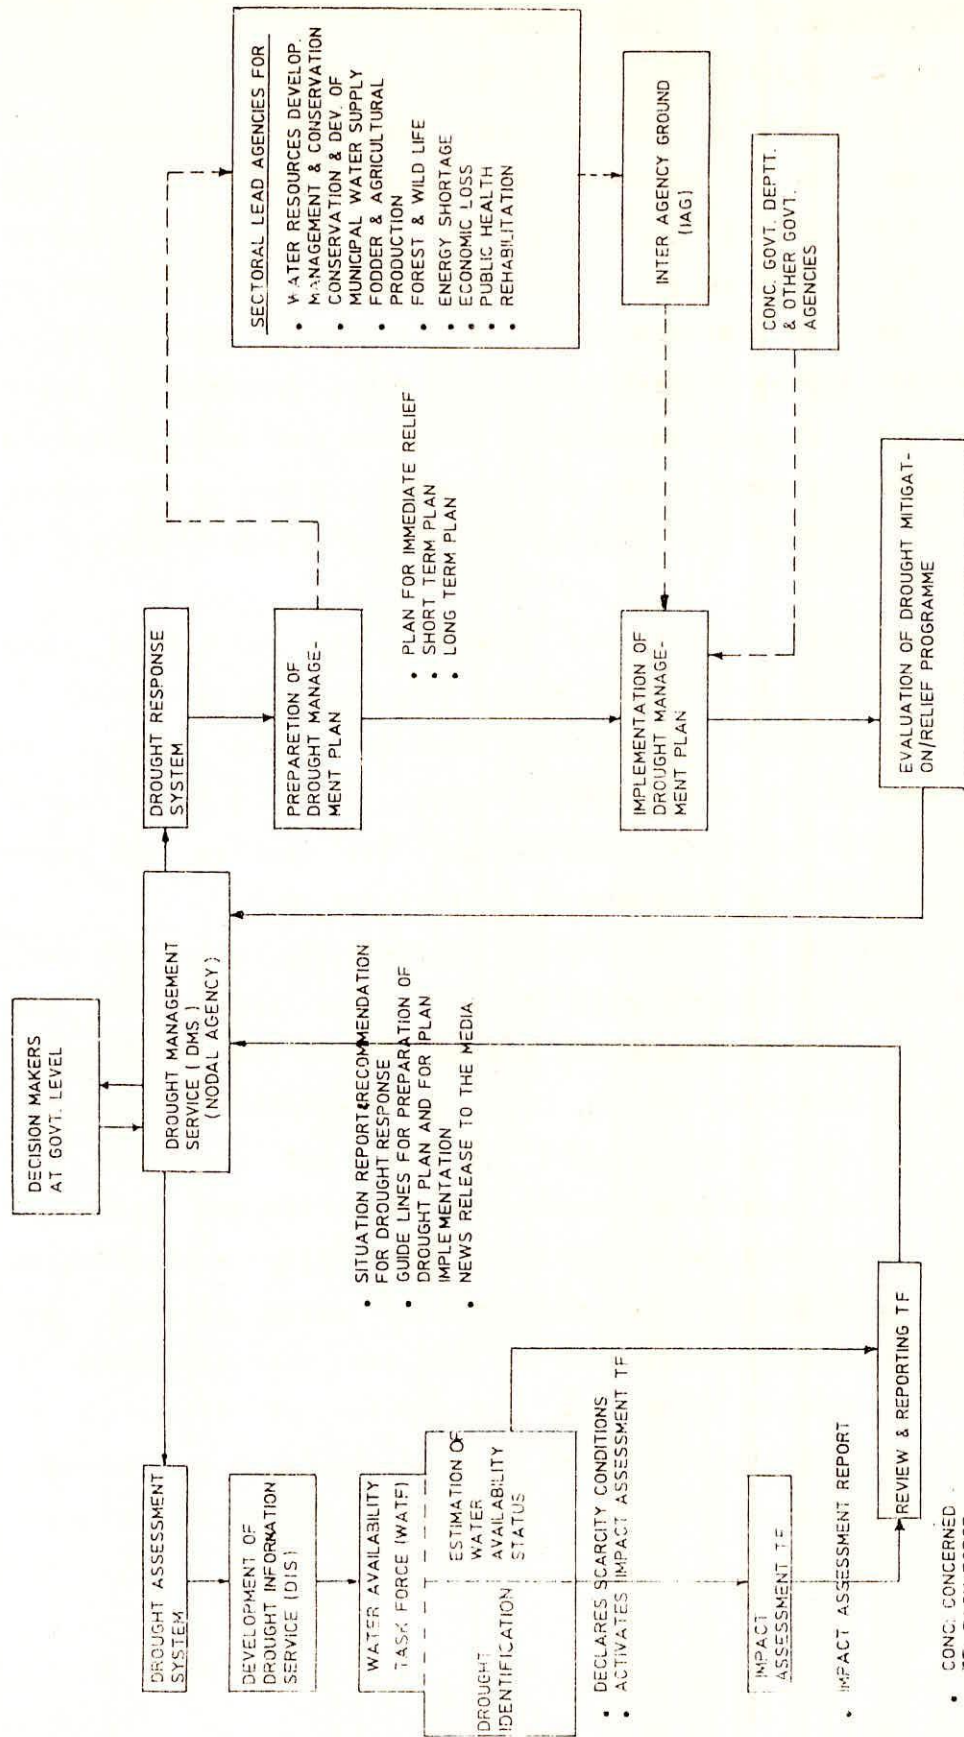 DECISION MAKERS
AT GOVT. LEVEL
DROUGHT MANAGEMENT
SERVICE (DMS)
(NODAL AGENCY)
DROUGHT ASSESSMENT
SYSTEM
DEVELOPMENT OF
DROUGHT INFORMATION
SERVICE (DIS)
WATER AVAILABILITY
TASK FORCE (WATF)
DROUGHT
IDENTIFICATION
ESTIMATION OF
WATER
AVAILABILITY
STATUS
• DECLARES SCARCITY CONDITIONS
• ACTIVATES IMPACT ASSESSMENT TF
IMPACT
ASSESSMENT TF
• IMPACT ASSESSMENT REPORT
REVIEW & REPORTING TF
• CONC: CONCERNED
• SITUATION REPORT & RECOMMENDATION
FOR DROUGHT RESPONSE
• GUIDE LINES FOR PREPARATION OF
DROUGHT PLAN AND FOR PLAN
IMPLEMENTATION
• NEWS RELEASE TO THE MEDIA
DROUGHT RESPONSE
SYSTEM
PREPARETION OF
DROUGHT MANAGE-
MENT PLAN
• PLAN FOR IMMEDIATE RELIEF
• SHORT TERM PLAN
• LONG TERM PLAN
IMPLEMENTATION OF
DROUGHT MANAGE-
MENT PLAN
EVALUATION OF DROUGHT MITIGAT-
ON/RELIEF PROGRAMME
SECTORAL LEAD AGENCIES FOR
• WATER RESOURCES DEVELOP.
MANAGEMENT & CONSERVATION
• CONSERVATION & DEV. OF
MUNICIPAL WATER SUPPLY
• FODDER & AGRICULTURAL
PRODUCTION
• FOREST & WILD LIFE
• ENERGY SHORTAGE
• ECONOMIC LOSS
• PUBLIC HEALTH
• REHABILITATION
INTER AGENCY GROUND
(IAG)
CONC. GOVT. DEPTT.
& OTHER GOVT.
AGENCIES